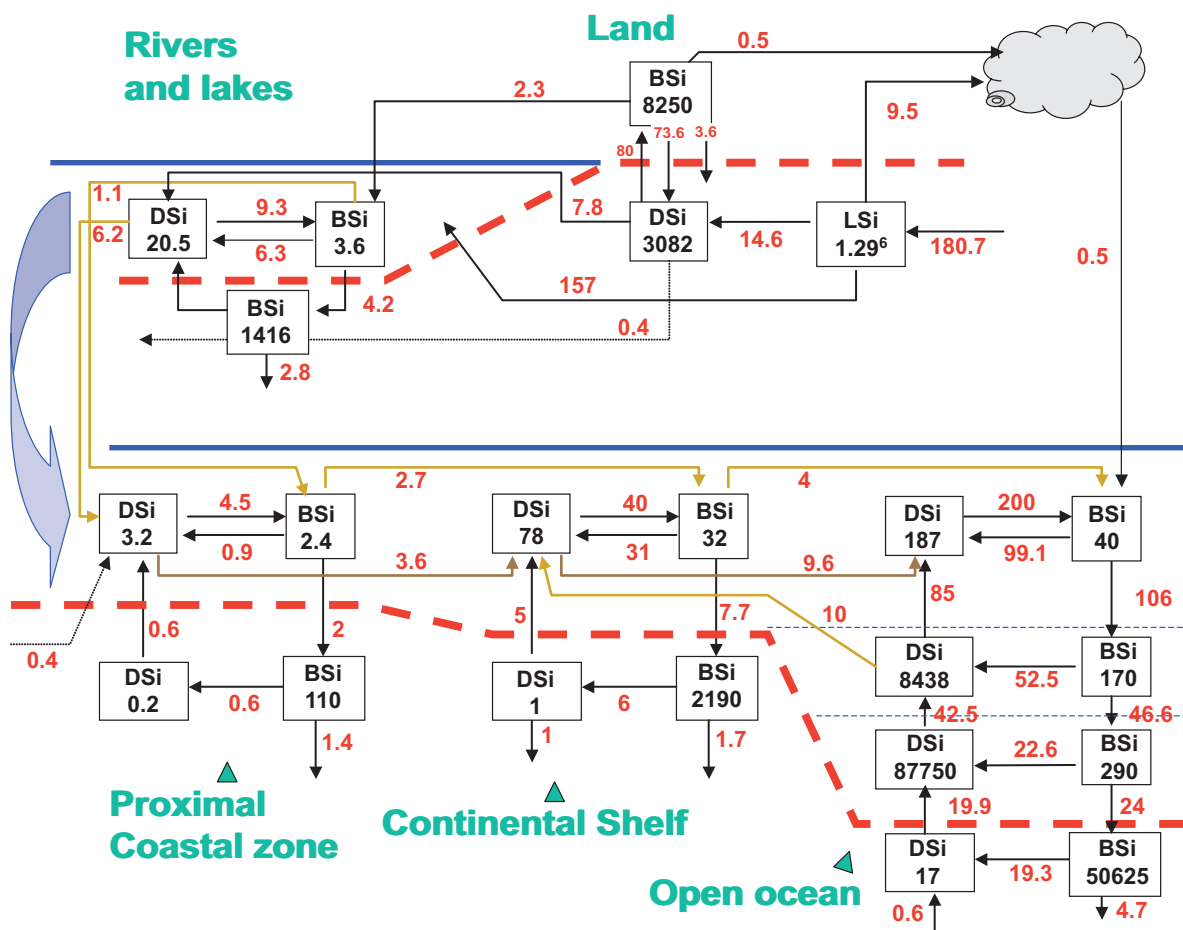 Rivers
and lakes
Land
0.5
BSi
8250
2.3
9.5
80
73.6
3.6
1.1
6.2
DSi
20.5
9.3
6.3
BSi
3.6
7.8
DSi
3082
14.6
LSi
1.29⁶
180.7
0.5
157
4.2
BSi
1416
0.4
2.8
2.7
4
DSi
3.2
4.5
0.9
BSi
2.4
3.6
DSi
78
40
31
BSi
32
9.6
DSi
187
200
99.1
BSi
40
85
106
0.4
0.6
2
5
7.7
10
DSi
0.2
0.6
BSi
110
1.4
DSi
1
6
BSi
2190
1
1.7
DSi
8438
52.5
BSi
170
42.5
46.6
DSi
87750
22.6
BSi
290
19.9
24
Proximal
Coastal zone
Continental Shelf
Open ocean
DSi
17
19.3
BSi
50625
0.6
4.7